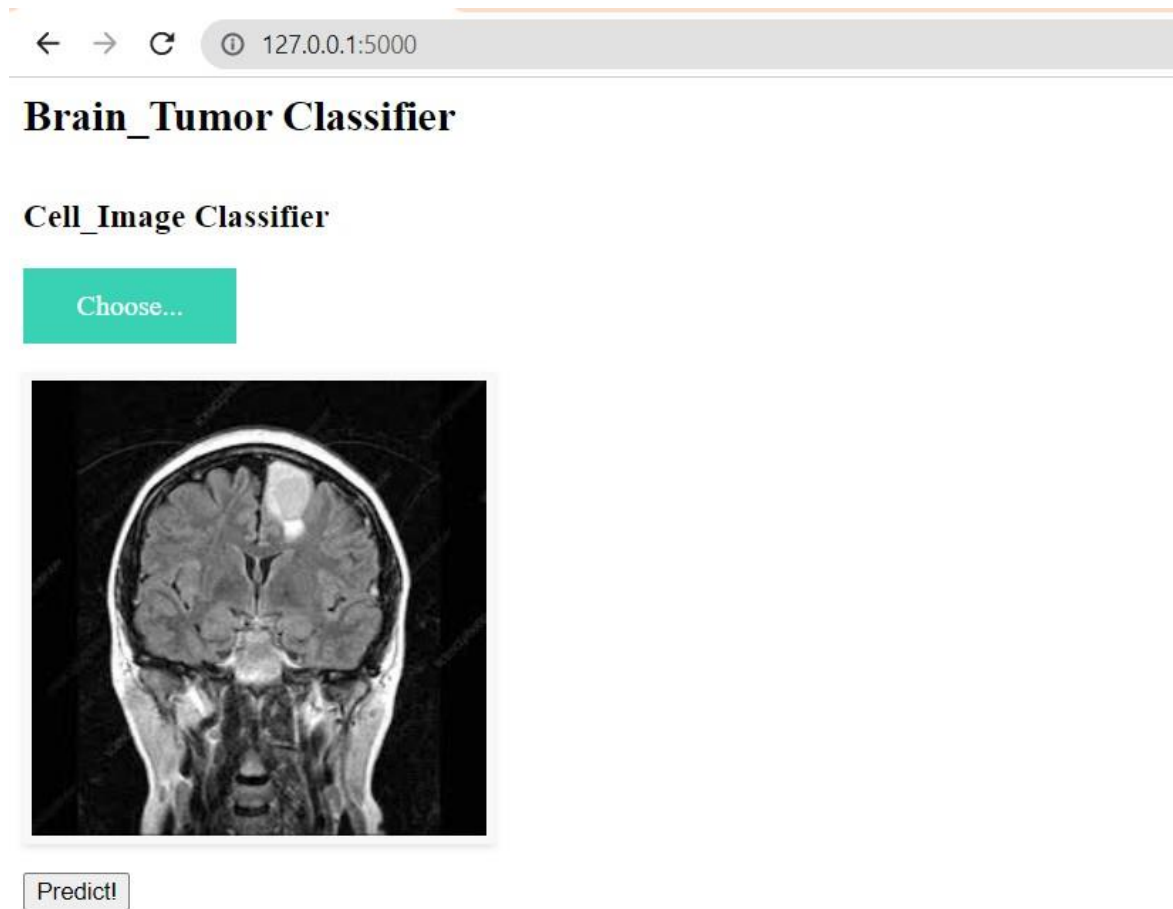 127.0.0.1:5000
Brain_Tumor Classifier
Cell_Image Classifier
Choose...
Predict!